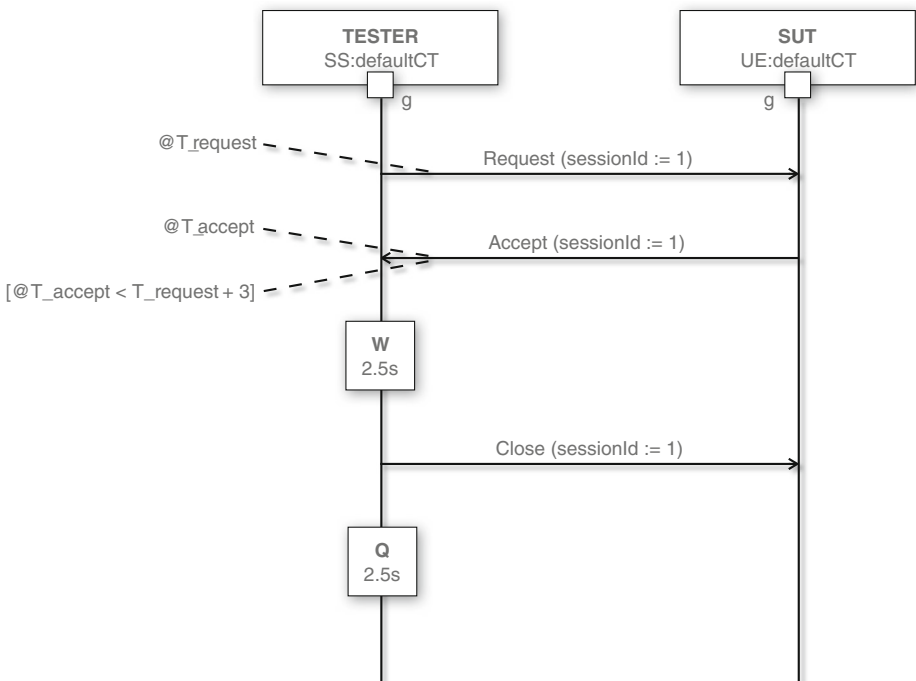 TESTER
SS:defaultCT
SUT
UE:defaultCT
g
g
@T_request
Request (sessionId := 1)
@T_accept
Accept (sessionId := 1)
[@T_accept < T_request + 3]
W
2.5s
Close (sessionId := 1)
Q
2.5s